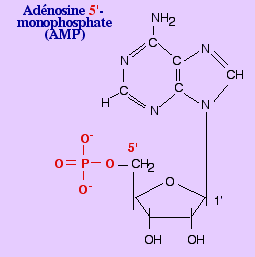 Adénosine 5'-
monophosphate
(AMP)
NH2
N C N
C CH
H C N C N
5'
O-
O=P-O-CH2
O-
O
1'
OH OH